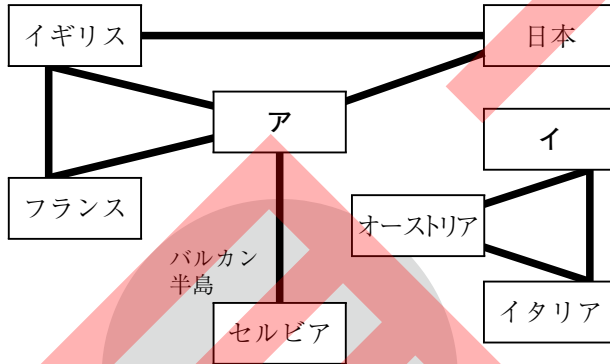 イギリス
日本
ア
イ
フランス
オーストリア
バルカン
半島
セルビア
イタリア